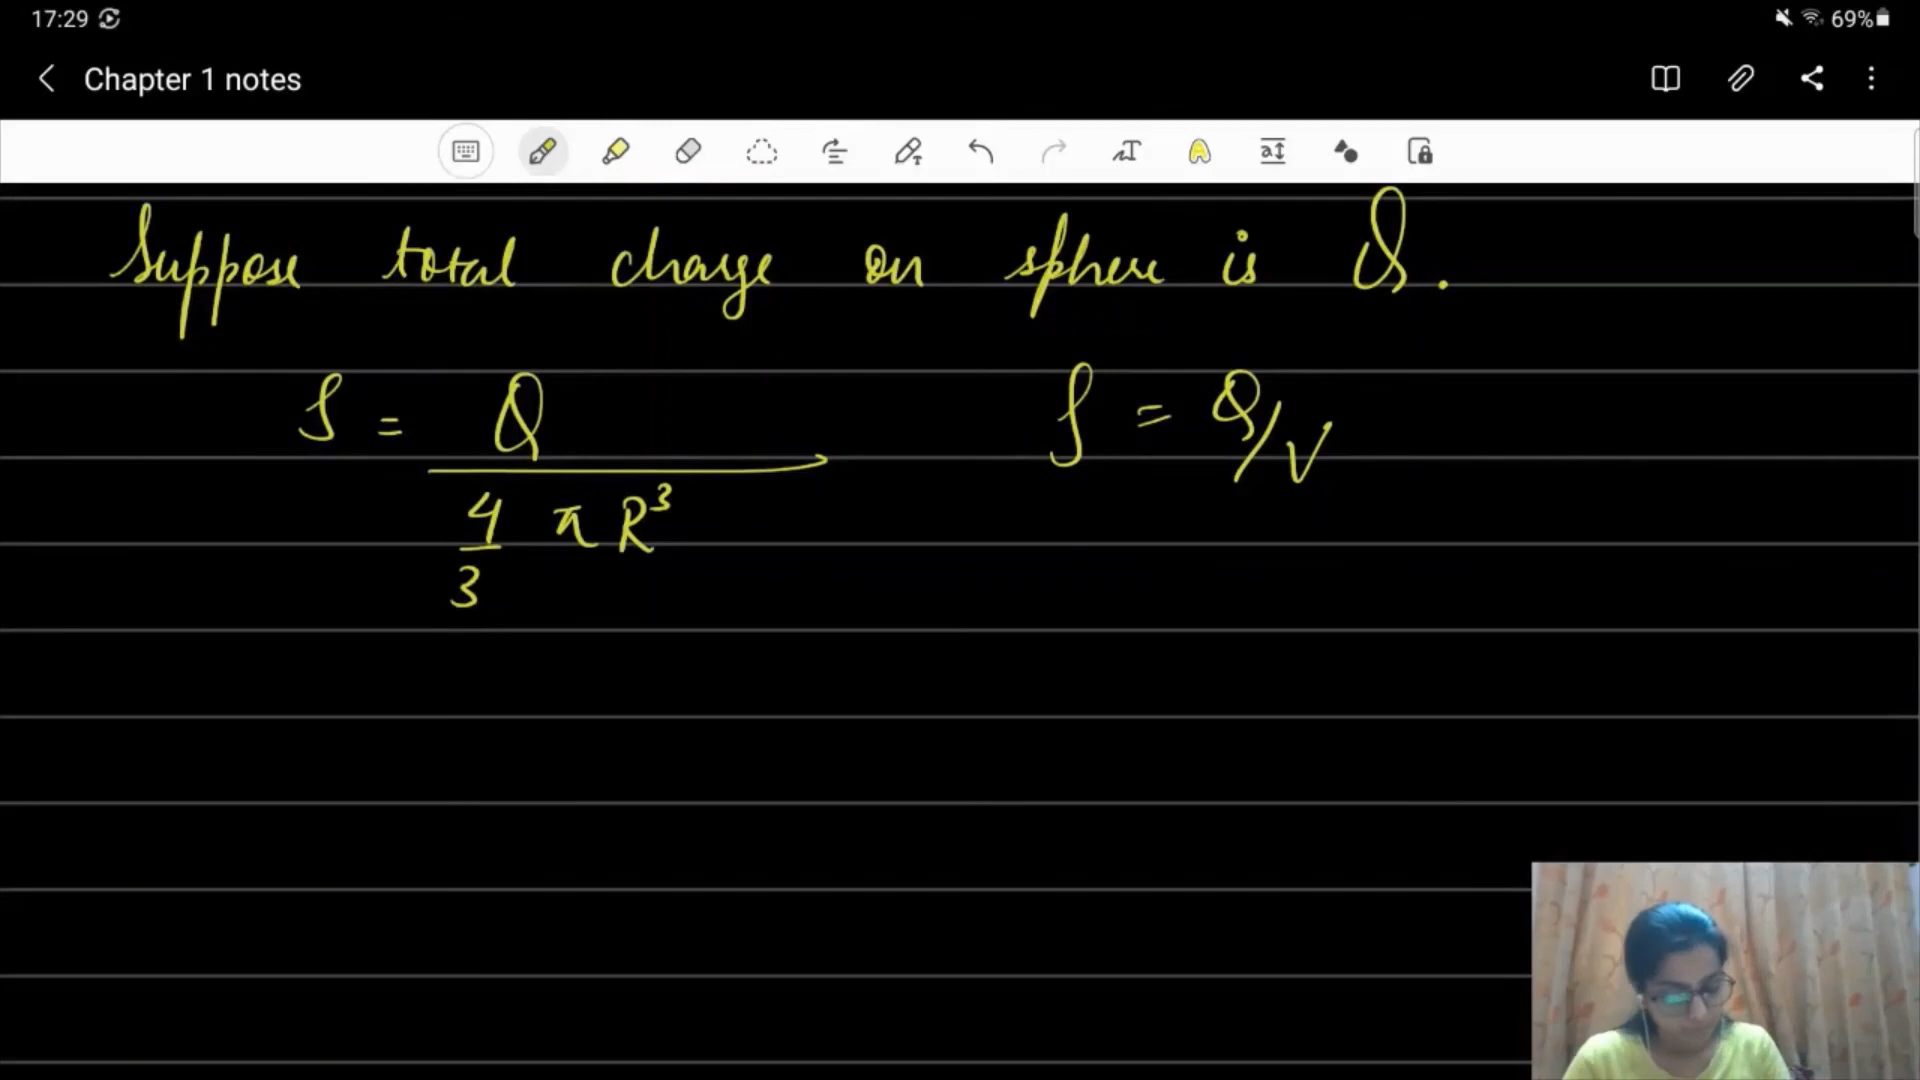 17:29 69%
Chapter 1 notes
Suppose total charge on sphere is Q.
ρ = Q / (4/3 π R³)
ρ = Q/V